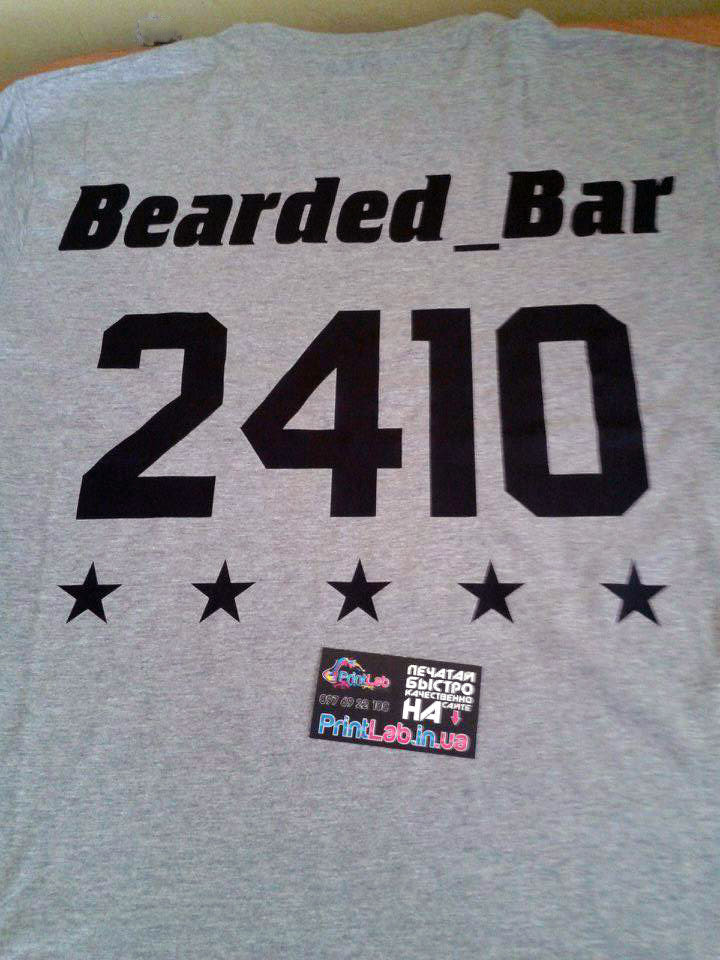 Bearded_Bar
2410
PrintLab
097 69 22 100
ПЕЧАТАЙ
БЫСТРО
КАЧЕСТВЕННО
НА САЙТЕ
PrintLab.in.ua